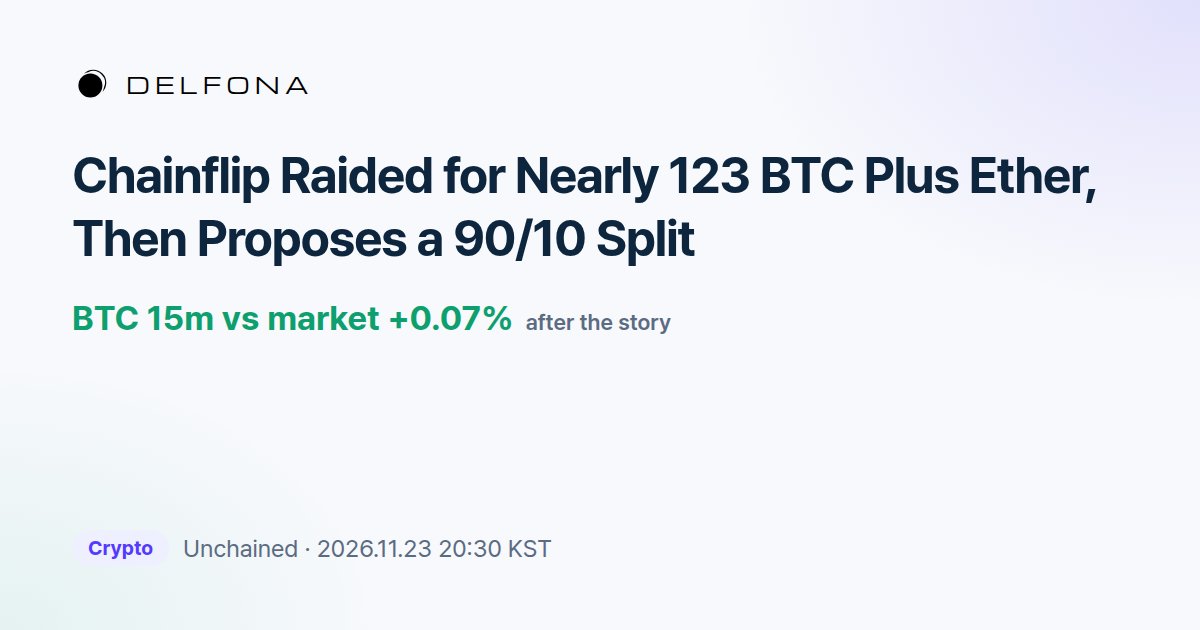 DELFONA
Chainflip Raided for Nearly 123 BTC Plus Ether,
Then Proposes a 90/10 Split
BTC 15m vs market +0.07% after the story
Crypto Unchained · 2026.11.23 20:30 KST